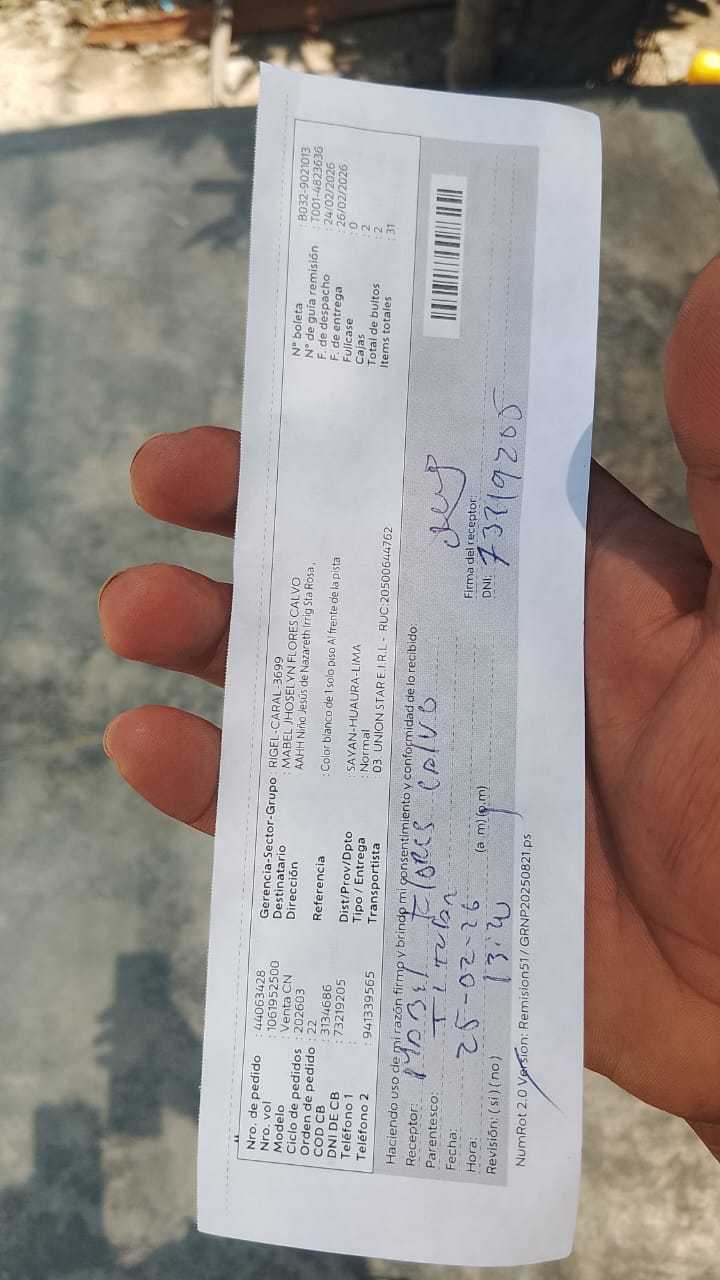 Nro. de pedido : 44063428
Nro. vol : 1061952500
Modelo : Venta CN
Ciclo de pedidos : 202603
Orden de pedido : 22
COD CB : 3134686
DNI DE CB : 73219205
Teléfono 1 :
Teléfono 2 : 941339565
Gerencia-Sector-Grupo : RIGEL-CARAL-3699
Destinatario : MABEL JHOSELYN FLORES CALVO
Dirección AAHH Niño Jesús de Nazareth Irrig Sta Rosa ,
Referencia : Color blanco de 1 solo piso Al frente de la pista
Dist/Prov/Dpto : SAYAN-HUAURA-LIMA
Tipo / Entrega : Normal
Transportista 03. UNION STAR E.I.R.L - RUC:20500644762
N° boleta : B032-9021013
N° de guía remisión : T001-4823636
F. de despacho : 24/02/2026
F. de entrega : 26/02/2026
Fullcase : 0
Cajas : 2
Total de bultos : 2
Items totales : 31
Haciendo uso de mi razón firmo y brindo mi consentimiento y conformidad de lo recibido:
Receptor: MABEL FLORES CALVO
Parentesco: TITULAR
Fecha: 25-02-26
Hora: (a.m)(p.m)
Revisión: (si)(no)
Firma del receptor:
DNI:
NumRot 2.0 Version: Remision51/ GRNP20250821.ps